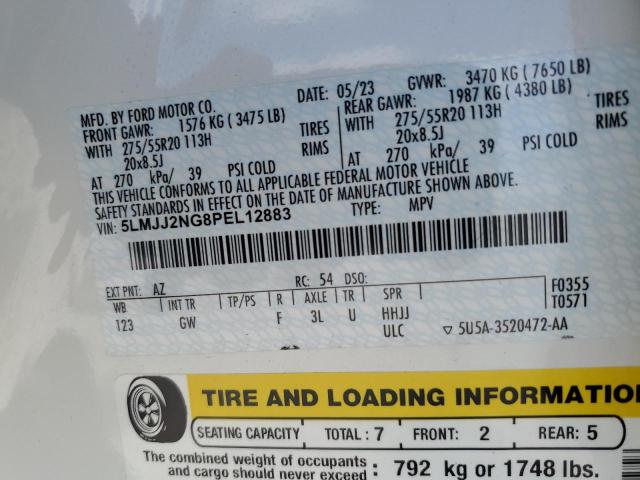 MFD. BY FORD MOTOR CO.
DATE: 05/23 GVWR: 3470 KG ( 7650 LB)
FRONT GAWR: 1576 KG ( 3475 LB) REAR GAWR: 1987 KG ( 4380 LB)
WITH 275/55R20 113H TIRES WITH 275/55R20 113H TIRES
20x8.5J RIMS 20x8.5J RIMS
AT 270 kPa/ 39 PSI COLD AT 270 kPa/ 39 PSI COLD
THIS VEHICLE CONFORMS TO ALL APPLICABLE FEDERAL MOTOR VEHICLE
SAFETY STANDARDS IN EFFECT ON THE DATE OF MANUFACTURE SHOWN ABOVE.
VIN: 5LMJJ2NG8PEL12883 TYPE: MPV
EXT PNT: AZ RC: 54 DSO: F0355
WB INT TR TP/PS R AXLE TR SPR T0571
123 GW F 3L U HHJJ
ULC ▽ 5U5A-3520472-AA
TIRE AND LOADING INFORMATION
SEATING CAPACITY TOTAL : 7 FRONT: 2 REAR: 5
The combined weight of occupants
and cargo should never exceed : 792 kg or 1748 lbs.